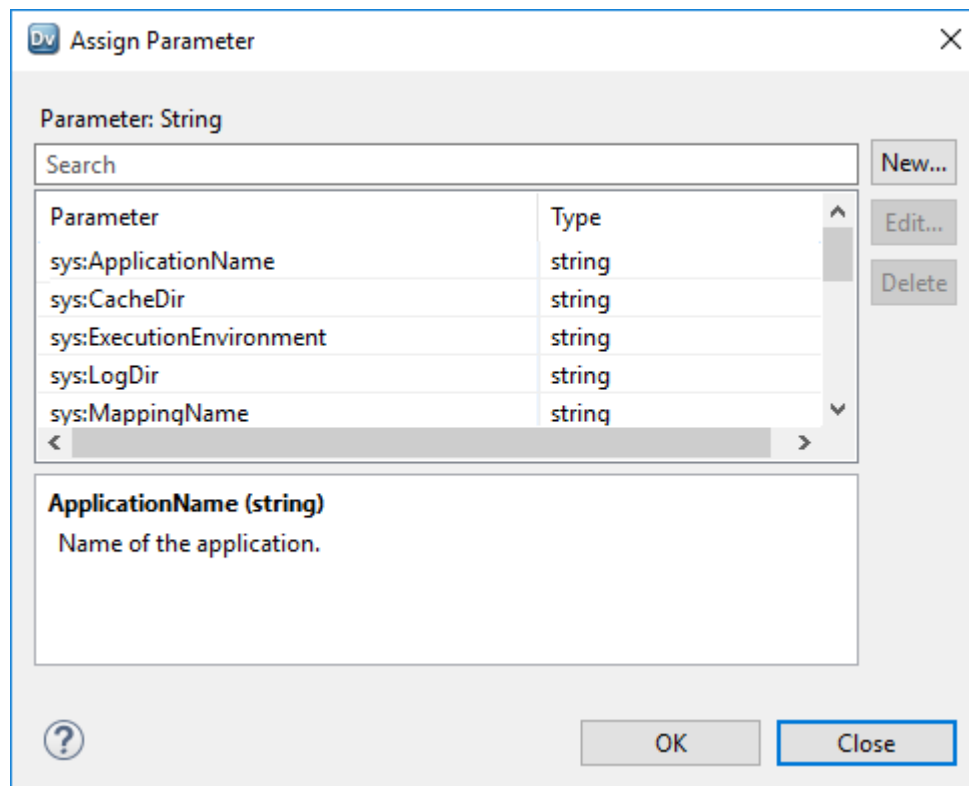 Dv Assign Parameter
Parameter: String
Search
New...
Parameter Type
Edit...
sys:ApplicationName string
Delete
sys:CacheDir string
sys:ExecutionEnvironment string
sys:LogDir string
sys:MappingName string
ApplicationName (string)
Name of the application.
?
OK
Close